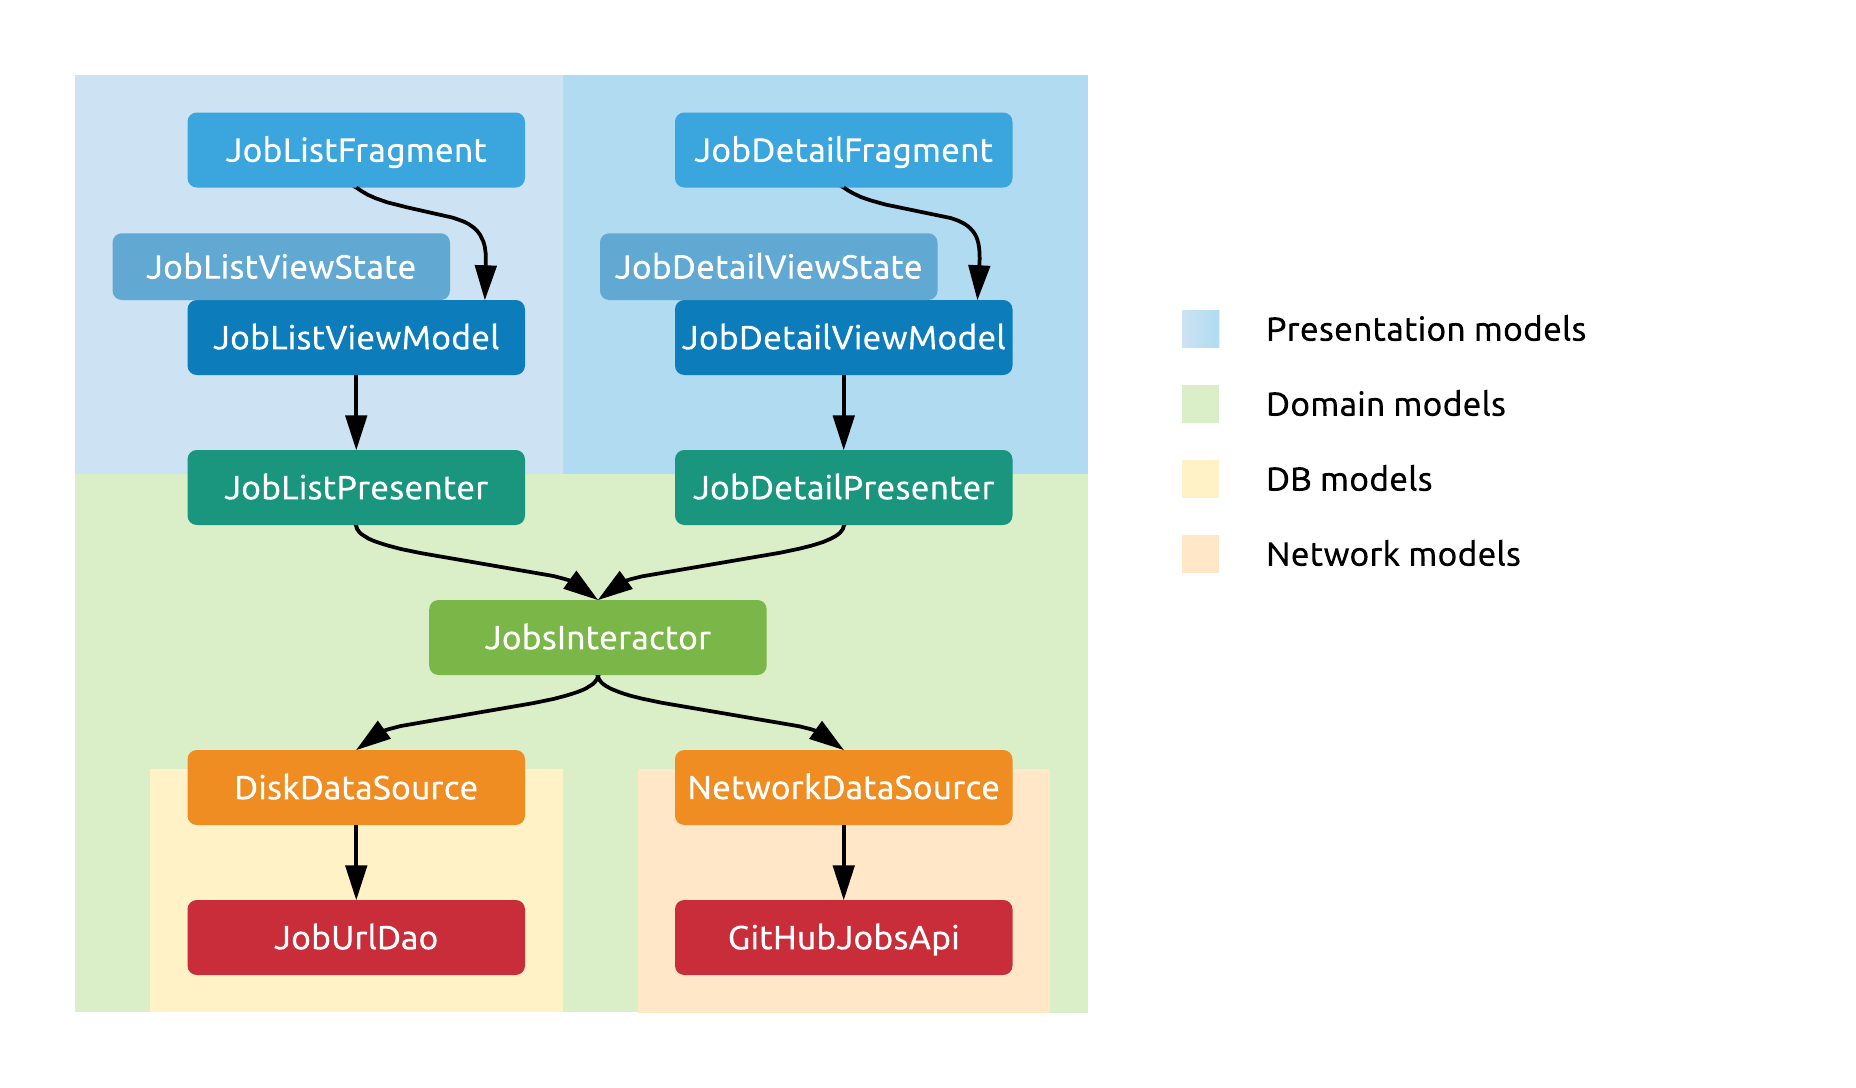 JobListFragment
JobDetailFragment
JobListViewState
JobDetailViewState
JobListViewModel
JobDetailViewModel
JobListPresenter
JobDetailPresenter
JobsInteractor
DiskDataSource
NetworkDataSource
JobUrlDao
GitHubJobsApi
Presentation models
Domain models
DB models
Network models